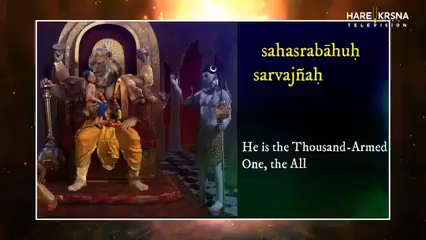 HARE KRSNA
TELEVISION
sahasrabāhuḥ
sarvajñaḥ
He is the Thousand-Armed
One, the All